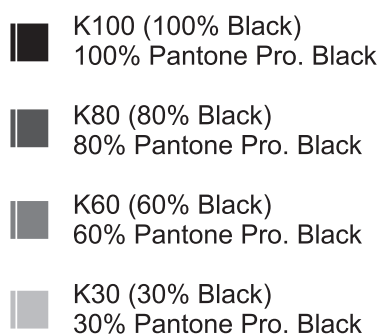 K100 (100% Black)
100% Pantone Pro. Black
K80 (80% Black)
80% Pantone Pro. Black
K60 (60% Black)
60% Pantone Pro. Black
K30 (30% Black)
30% Pantone Pro. Black